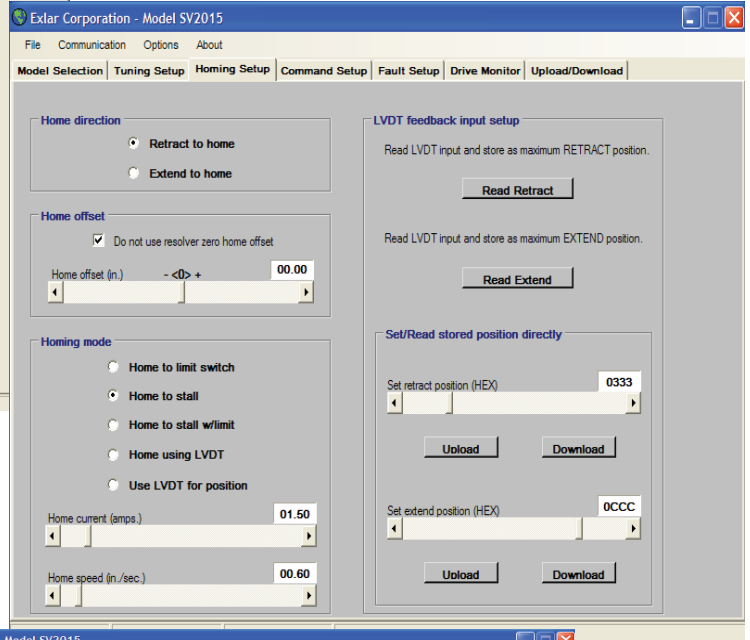 Exlar Corporation - Model SV2015
File Communication Options About
Model Selection Tuning Setup Homing Setup Command Setup Fault Setup Drive Monitor Upload/Download
Home direction
Retract to home
Extend to home
Home offset
Do not use resolver zero home offset
Home offset (in.) - <0> + 00.00
Homing mode
Home to limit switch
Home to stall
Home to stall w/limit
Home using LVDT
Use LVDT for position
Home current (amps.) 01.50
Home speed (in./sec.) 00.60
LVDT feedback input setup
Read LVDT input and store as maximum RETRACT position.
Read Retract
Read LVDT input and store as maximum EXTEND position.
Read Extend
Set/Read stored position directly
Set retract position (HEX) 0333
Upload Download
Set extend position (HEX) 0CCC
Upload Download
Model SV2015